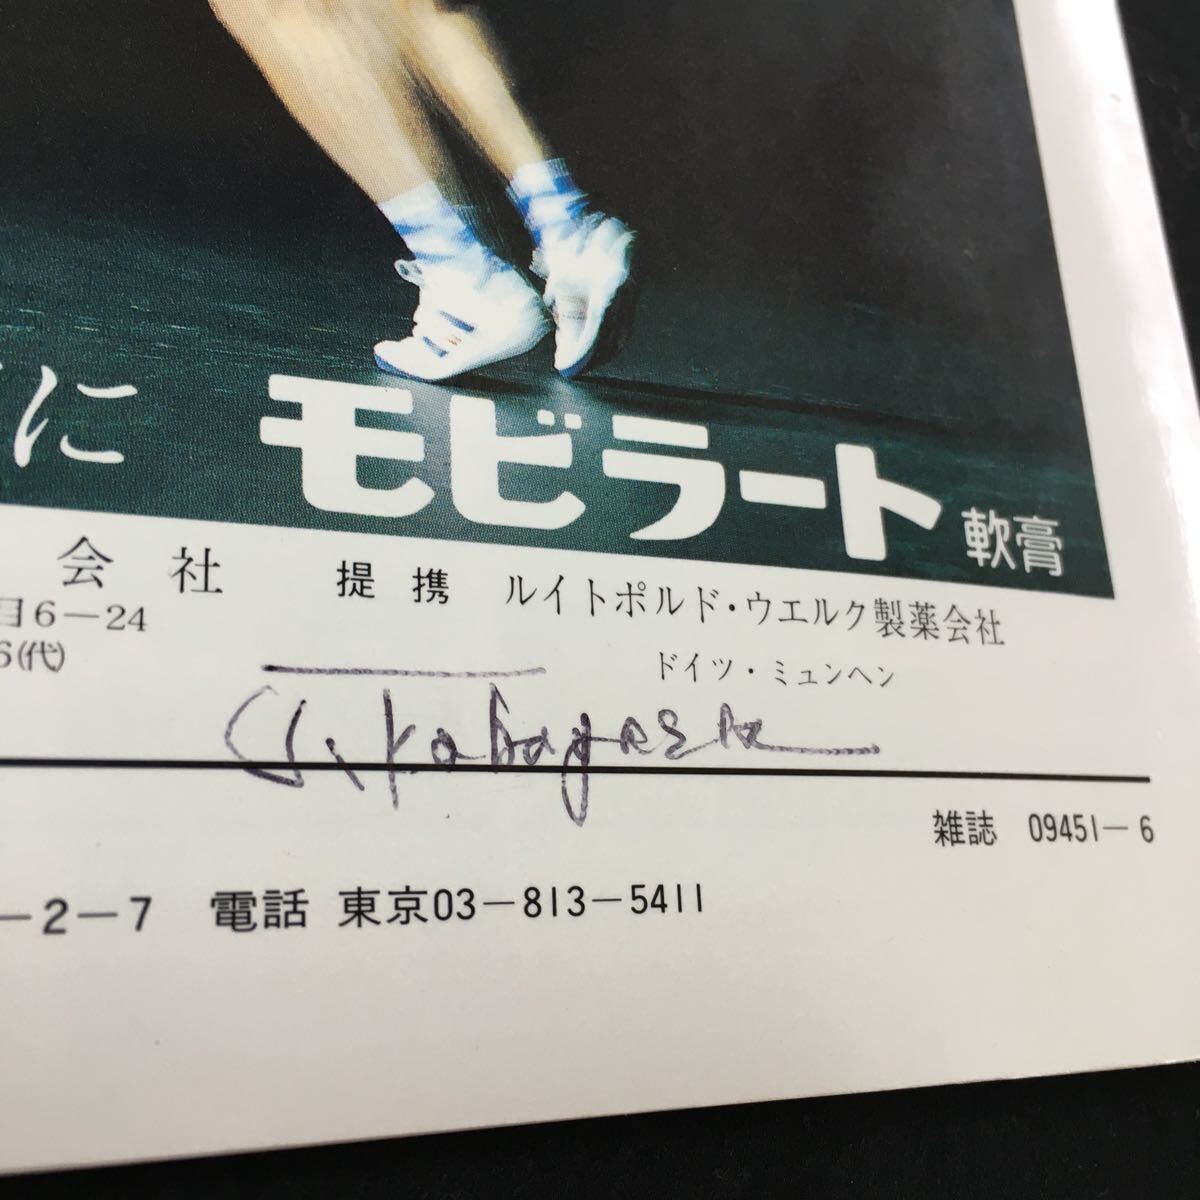 に モビラート 軟膏
会社 提携 ルイトポルド・ウエルク製薬会社
目6-24
6(代) ドイツ・ミュンヘン
雑誌 09451-6
-2-7 電話 東京03-813-5411